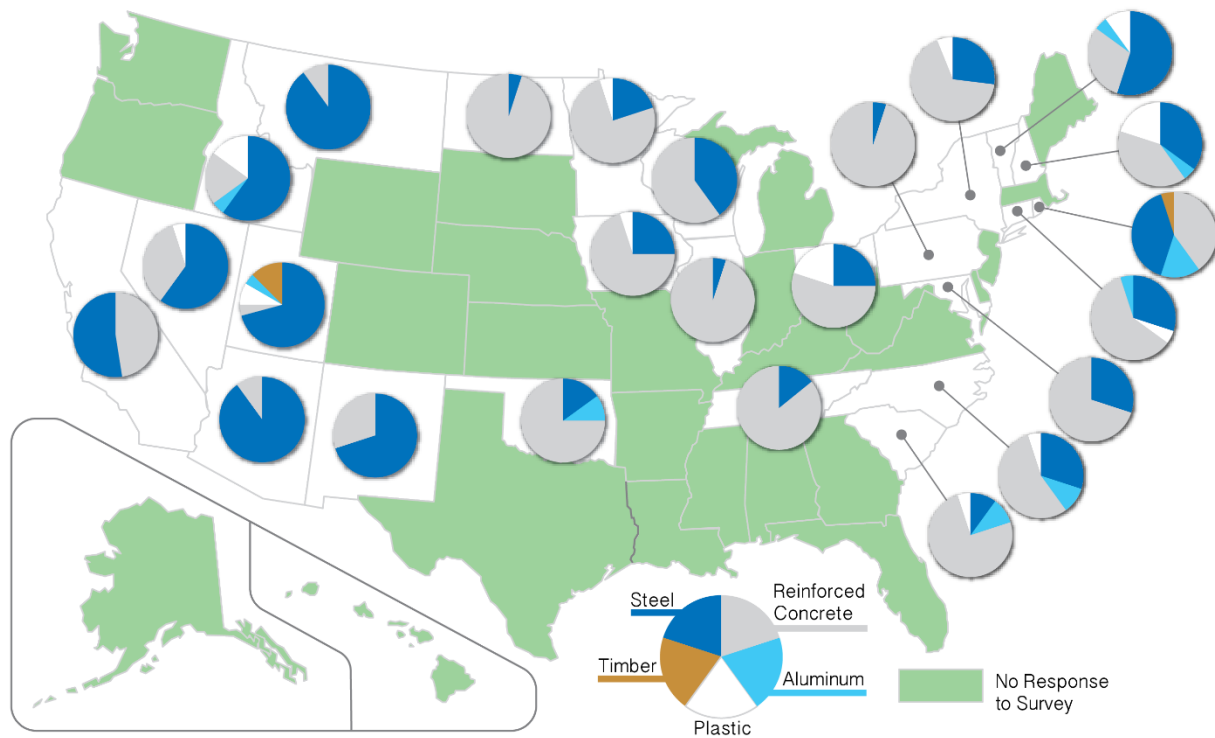 Steel
Reinforced
Concrete
Timber
Aluminum
Plastic
No Response
to Survey